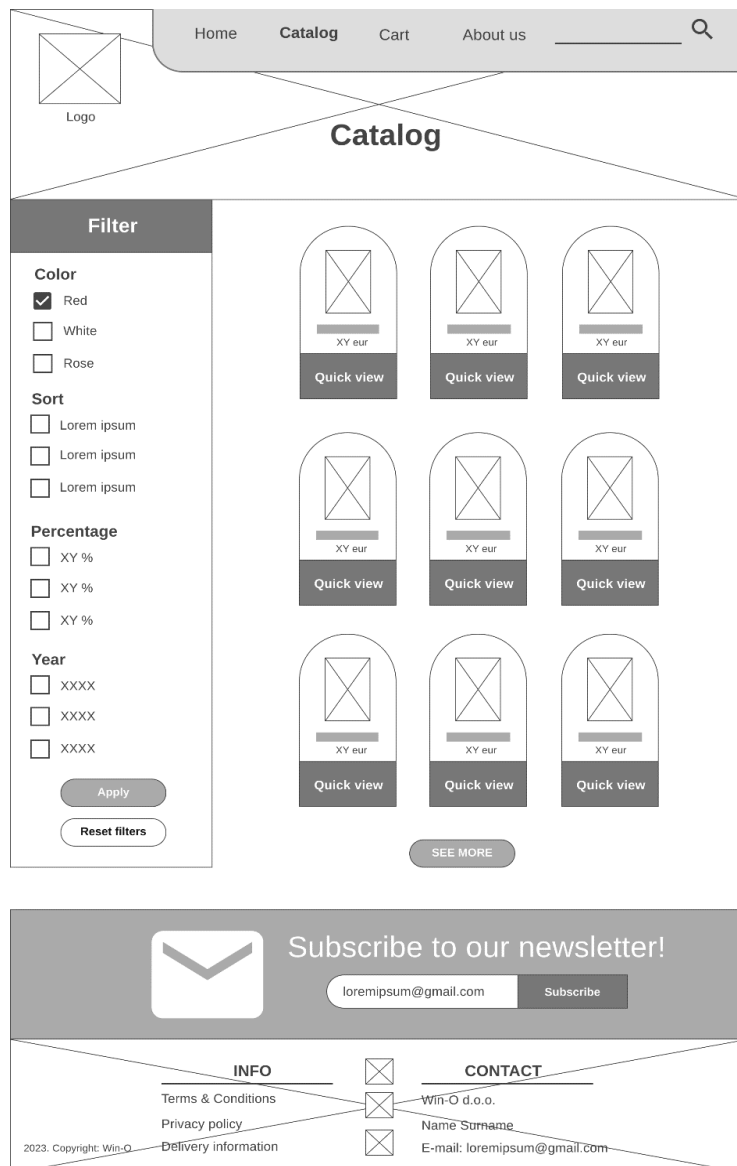 Home Catalog Cart About us
Logo
Catalog
Filter
Color
Red
White
Rose
Sort
Lorem ipsum
Lorem ipsum
Lorem ipsum
Percentage
XY %
XY %
XY %
Year
XXXX
XXXX
XXXX
Apply
Reset filters
XY eur XY eur XY eur
Quick view Quick view Quick view
XY eur XY eur XY eur
Quick view Quick view Quick view
XY eur XY eur XY eur
Quick view Quick view Quick view
SEE MORE
Subscribe to our newsletter!
loremipsum@gmail.com Subscribe
INFO
Terms & Conditions
Privacy policy
Delivery information
CONTACT
Win-O d.o.o.
Name Surname
E-mail: loremipsum@gmail.com
2023. Copyright: Win-O